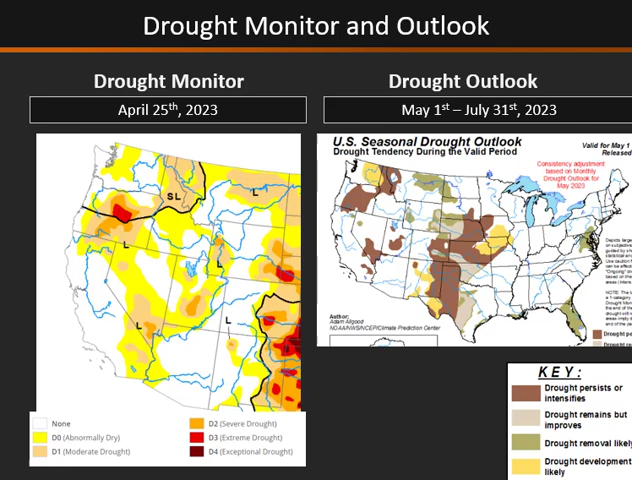 Drought Monitor and Outlook
Drought Monitor
April 25th, 2023
S L
L
L
L
L
L
None
D0 (Abnormally Dry)
D1 (Moderate Drought)
D2 (Severe Drought)
D3 (Extreme Drought)
D4 (Exceptional Drought)
Drought Outlook
May 1st – July 31st, 2023
U.S. Seasonal Drought Outlook
Drought Tendency During the Valid Period
Valid for May 1
Released
Consistency adjustment
based on Monthly
Drought Outlook for
May 2023
Author:
Adam Allgood
NOAA/NWS/NCEP/Climate Prediction Center
KEY:
Drought persists or
intensifies
Drought remains but
improves
Drought removal likely
Drought development
likely